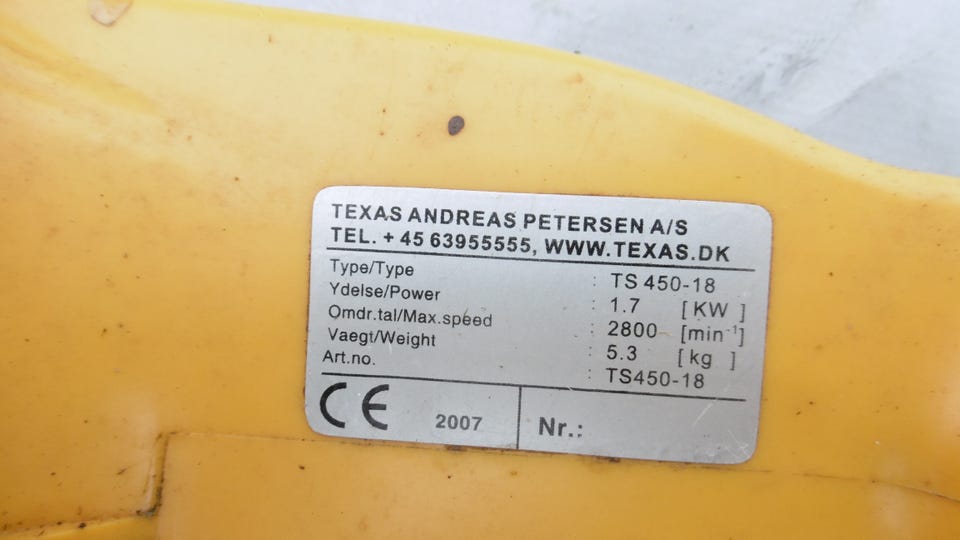 TEXAS ANDREAS PETERSEN A/S
TEL. + 45 63955555, WWW.TEXAS.DK
Type/Type : TS 450-18
Ydelse/Power : 1.7 [ KW ]
Omdr.tal/Max.speed : 2800 [min⁻¹]
Vaegt/Weight : 5.3 [ kg ]
Art.no. : TS450-18
CE 2007 Nr.: